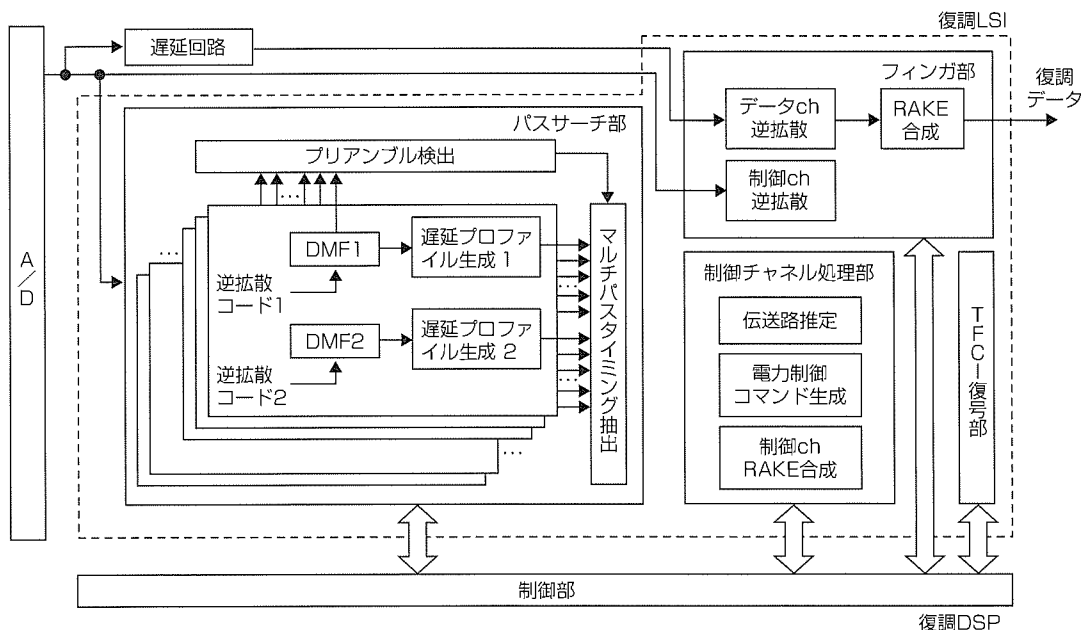 復調LSI
遅延回路
フィンガ部
復調
データ
データch
逆拡散
RAKE
合成
制御ch
逆拡散
パスサーチ部
プリアンブル検出
…
…
A/D
DMF1
遅延プロファ
イル生成 1
逆拡散
コード1
…
DMF2
遅延プロファ
イル生成 2
逆拡散
コード2
…
…
マルチパスタイミング抽出
制御チャネル処理部
伝送路推定
電力制御
コマンド生成
制御ch
RAKE合成
TFCI復号部
制御部
復調DSP